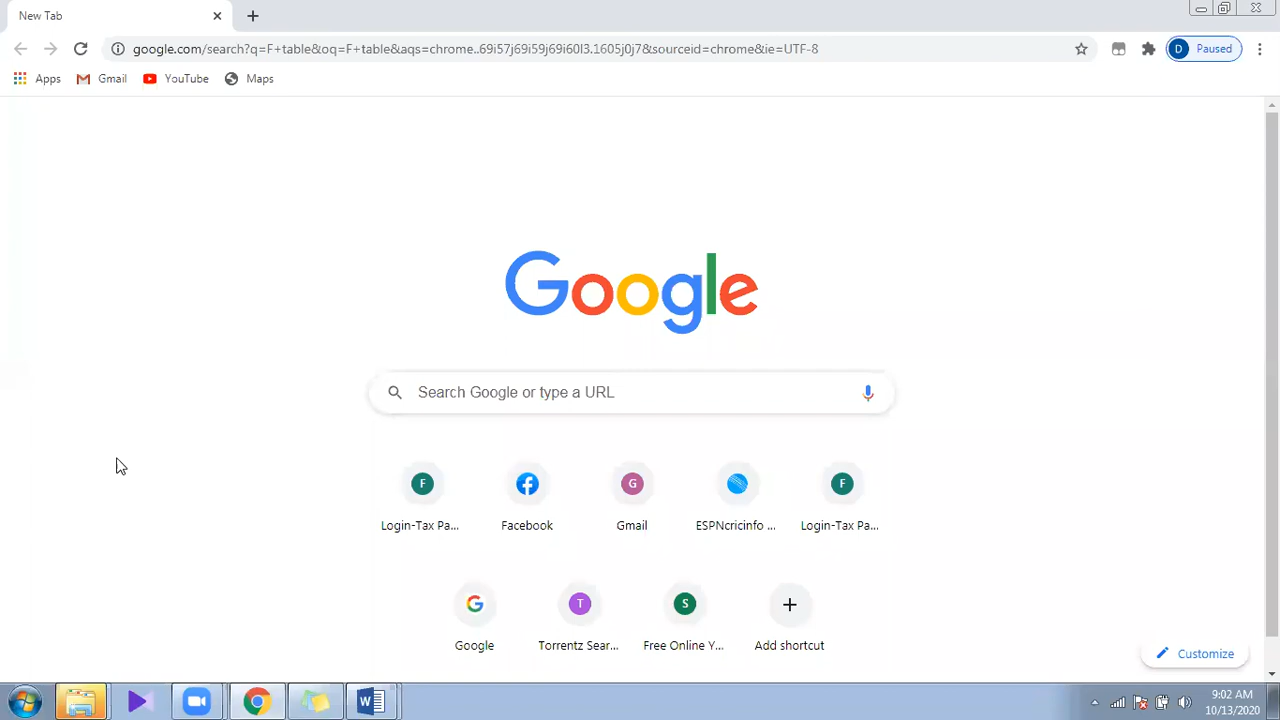 New Tab
google.com/search?q=F+table&oq=F+table&aqs=chrome..69i57j69i59j69i60l3.1605j0j7&sourceid=chrome&ie=UTF-8
D Paused
Apps Gmail YouTube Maps
Google
Search Google or type a URL
F G F
Login-Tax Pa... Facebook Gmail ESPNcricinfo ... Login-Tax Pa...
G T S
Google Torrentz Sear... Free Online Y... Add shortcut
Customize
W
9:02 AM
10/13/2020